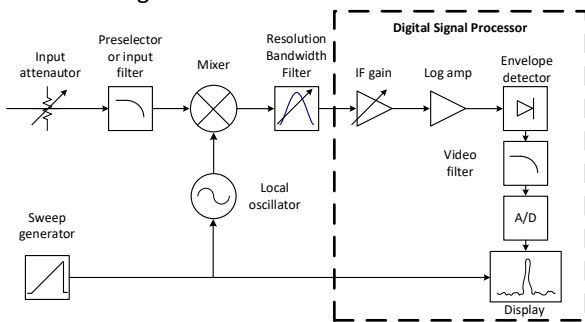 Digital Signal Processor
Input
attenautor
Preselector
or input
filter
Mixer
Resolution
Bandwidth
Filter
IF gain
Log amp
Envelope
detector
Video
filter
Local
oscillator
A/D
Sweep
generator
Display